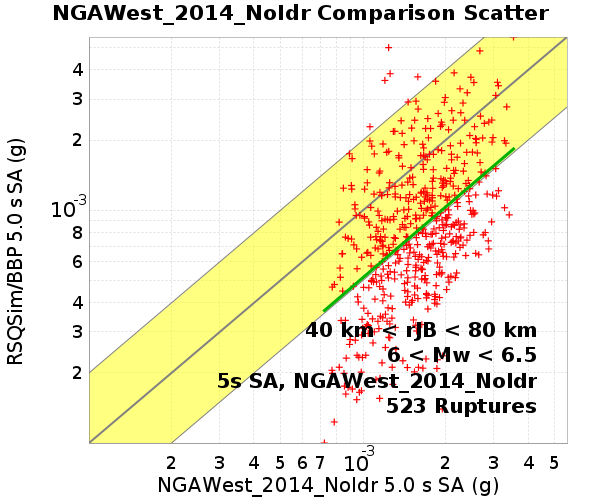 NGAWest_2014_NoIdr Comparison Scatter
RSQSim/BBP 5.0 s SA (g)
4
3
2
10-3
8
6
4
3
2
40 km < rJB < 80 km
6 < Mw < 6.5
5s SA, NGAWest_2014_NoIdr
523 Ruptures
2 3 4 5 6 7 10-3 2 3 4 5
NGAWest_2014_NoIdr 5.0 s SA (g)